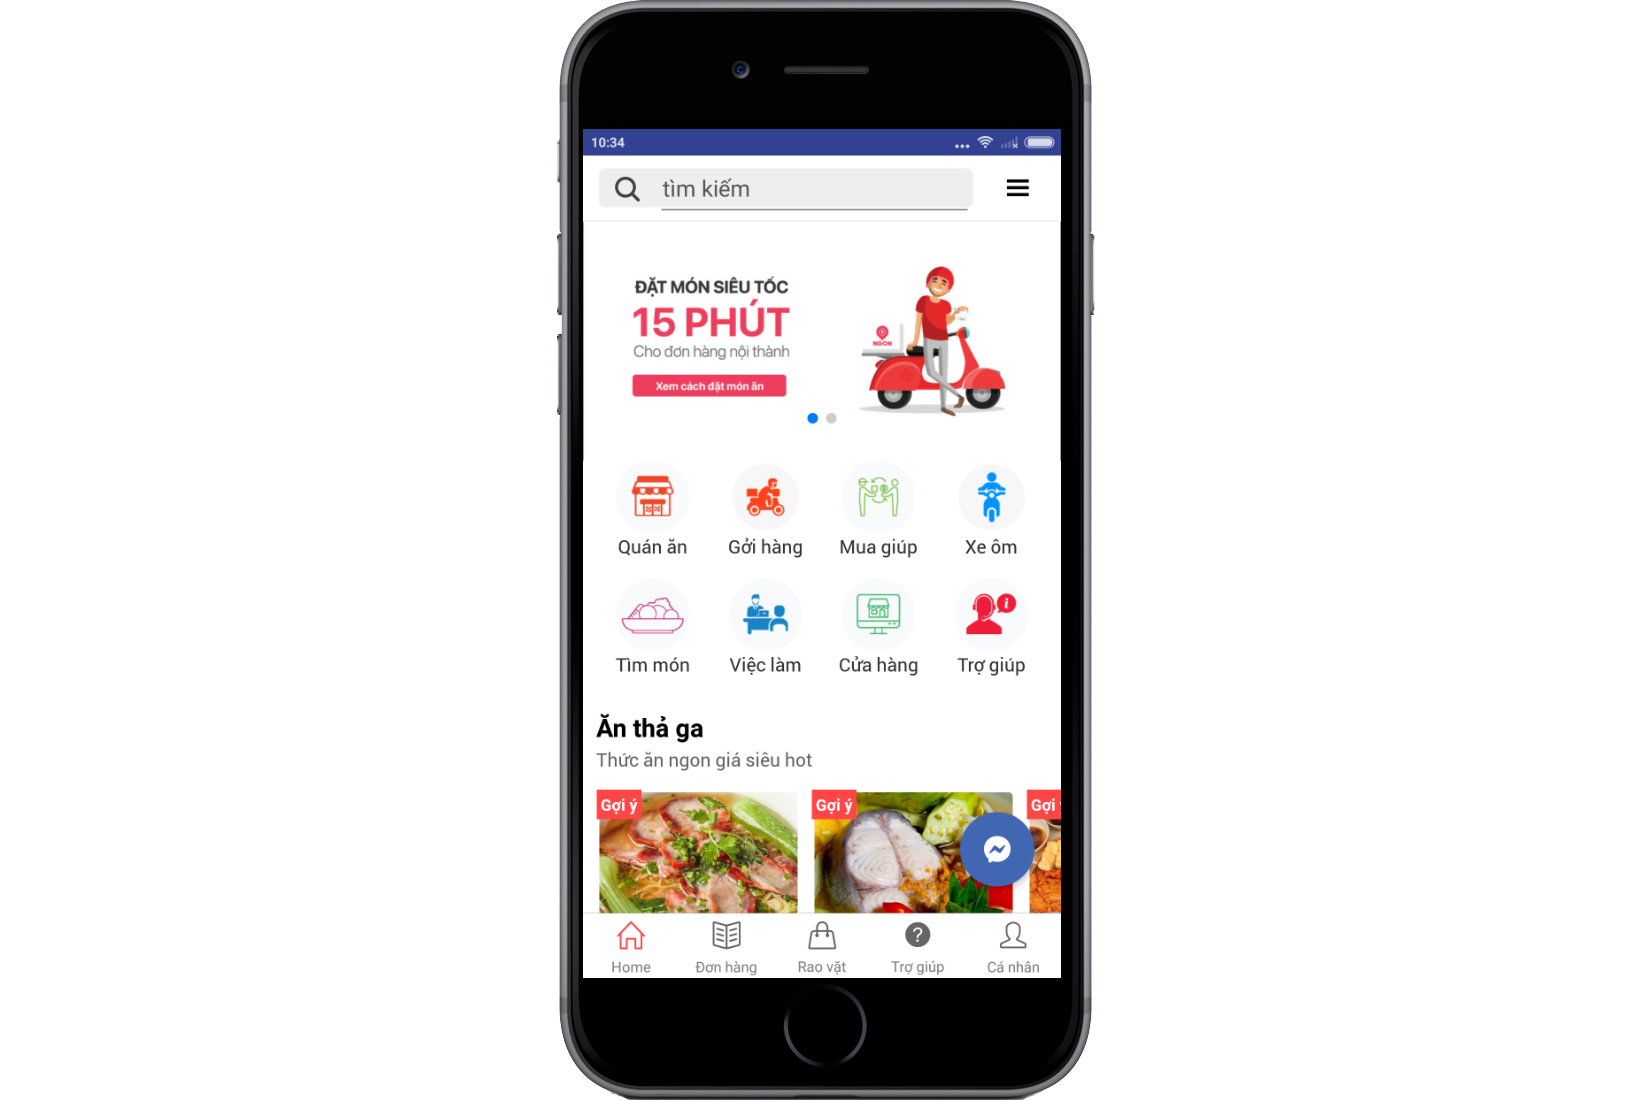 10:34
tìm kiếm
ĐẶT MÓN SIÊU TỐC
15 PHÚT
Cho đơn hàng nội thành
Xem cách đặt món ăn
NGON
Quán ăn
Gởi hàng
Mua giúp
Xe ôm
Tìm món
Việc làm
Cửa hàng
Trợ giúp
Ăn thả ga
Thức ăn ngon giá siêu hot
Gợi ý
Gợi ý
Gợi
Home
Đơn hàng
Rao vặt
Trợ giúp
Cá nhân